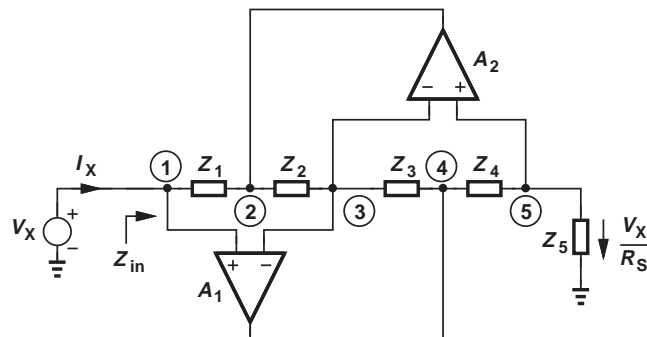 A2
− +
IX
1
Z1
Z2
Z3
4
Z4
2
3
5
VX
+
−
Zin
+ −
A1
Z5
VX
RS